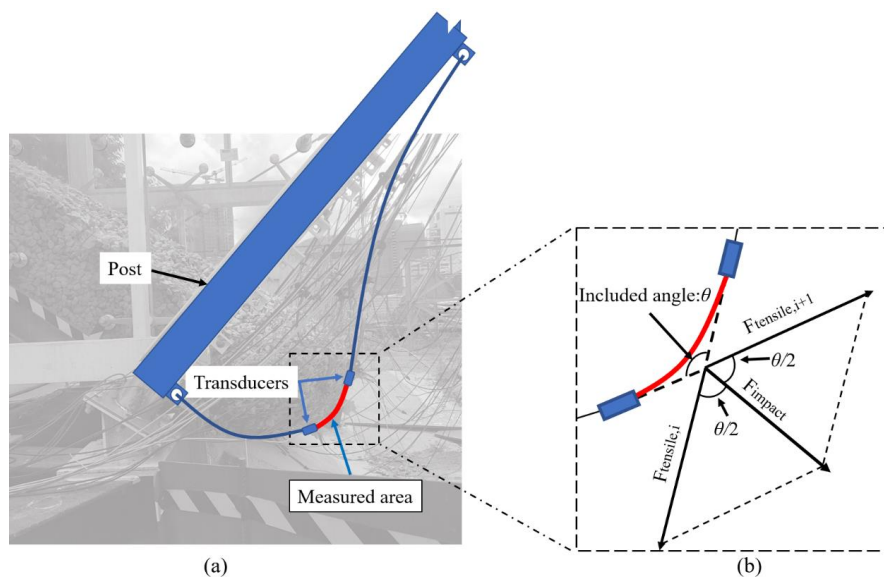 Post
Transducers
Measured area
(a)
Included angle:θ
Ftensile,i+1
θ/2
Fimpact
θ/2
Ftensile,i
(b)